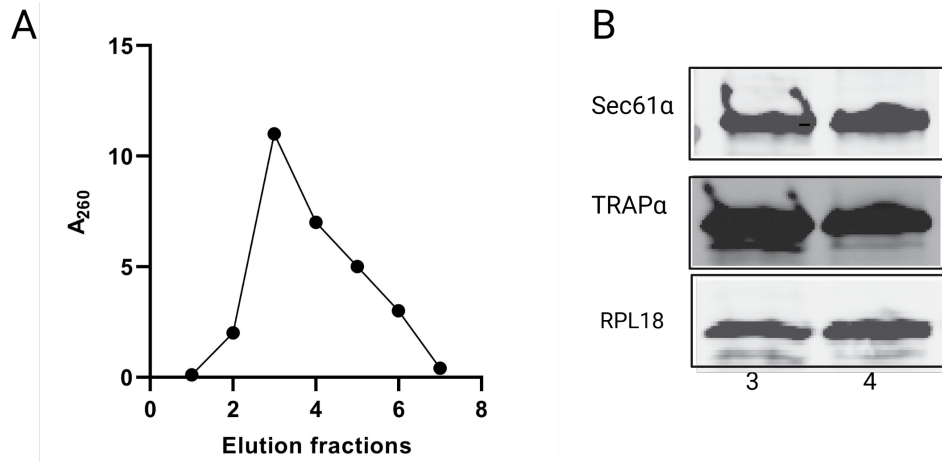 A
15
10
5
0
A260
0 2 4 6 8
Elution fractions
B
Sec61α
TRAPα
RPL18
3 4